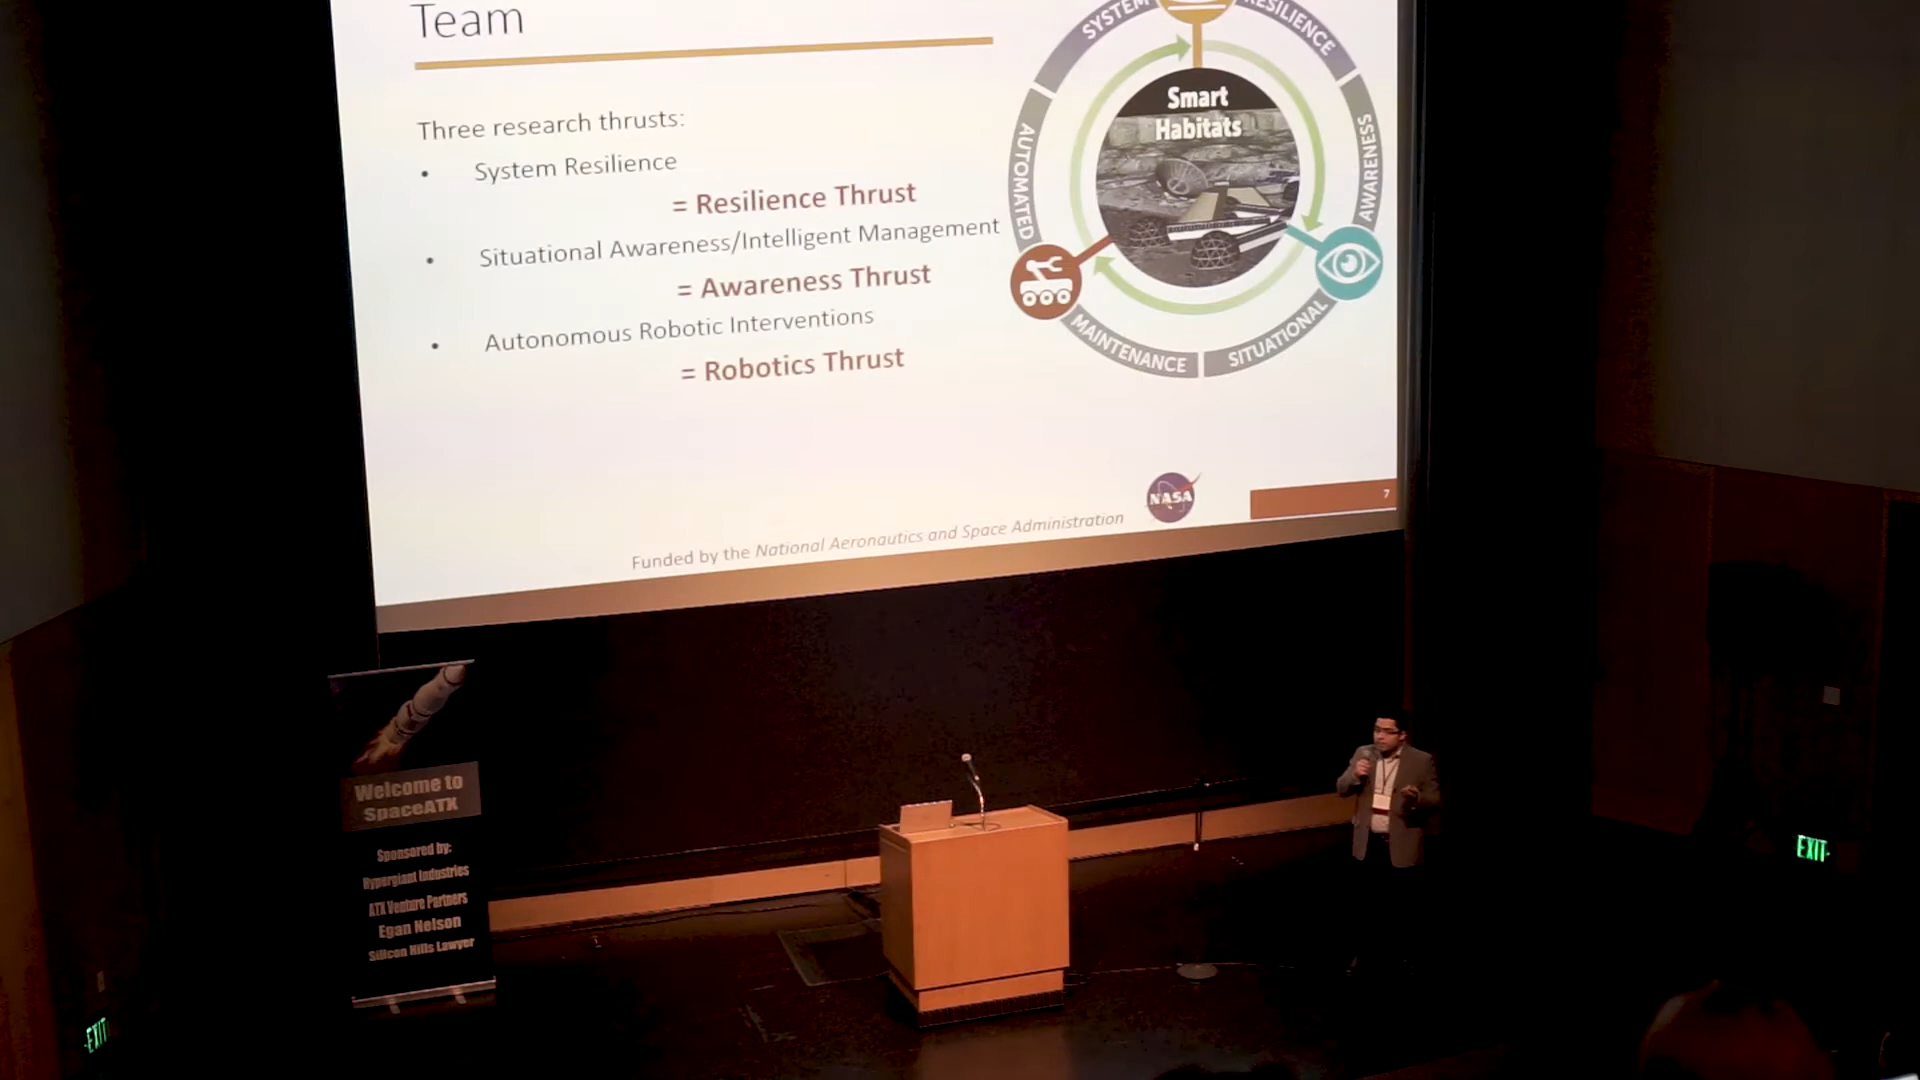 Team
Three research thrusts:
• System Resilience
= Resilience Thrust
• Situational Awareness/Intelligent Management
= Awareness Thrust
• Autonomous Robotic Interventions
= Robotics Thrust
SYSTEM RESILIENCE
Smart
Habitats
AUTOMATED MAINTENANCE
SITUATIONAL AWARENESS
NASA
7
Funded by the National Aeronautics and Space Administration
Welcome to
SpaceATX
Sponsored by:
Hypergiant Industries
ATX Venture Partners
Egan Nelson
Silicon Hills Lawyer
EXIT
EXIT